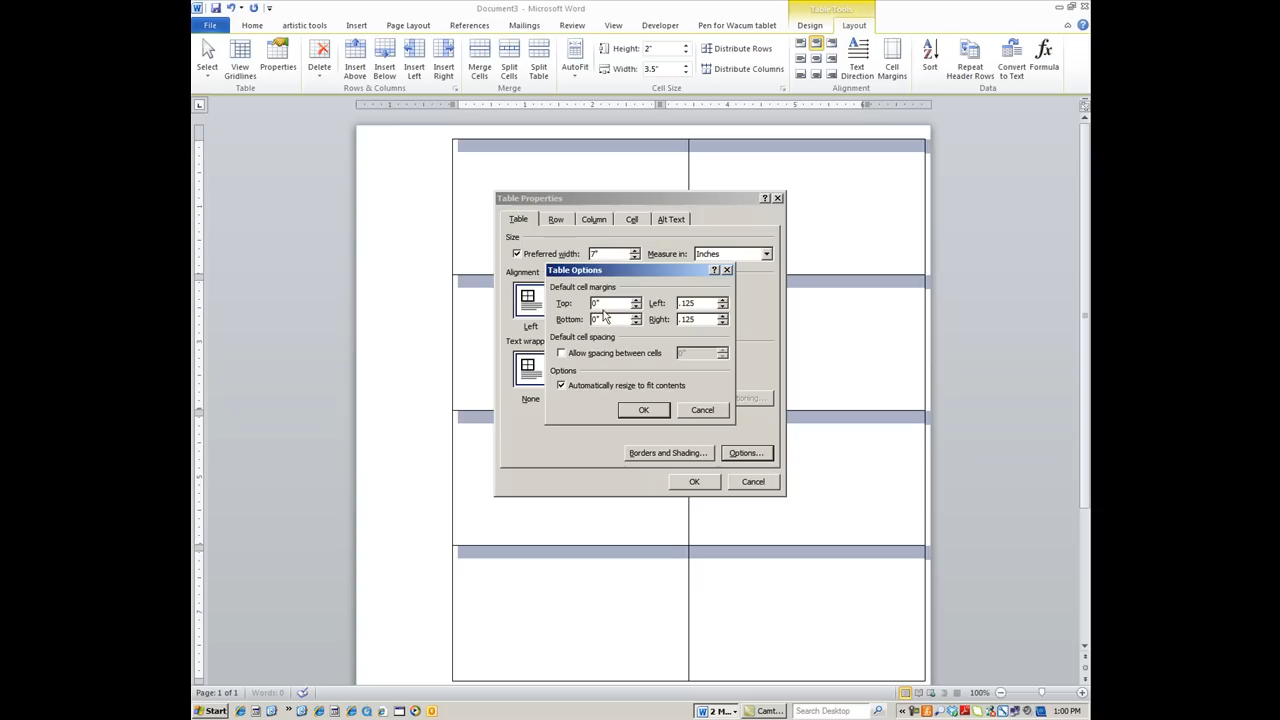 Document3 - Microsoft Word
Table Tools
File Home artistic tools Insert Page Layout References Mailings Review View Developer Pen for Wacum tablet Design Layout
Select View Gridlines Properties Delete Insert Above Insert Below Insert Left Insert Right Merge Cells Split Cells Split Table AutoFit
Height: 2"
Width: 3.5"
Distribute Rows
Distribute Columns
Text Direction Cell Margins Sort Repeat Header Rows Convert to Text Formula
Table Rows & Columns Merge Cell Size Alignment Data
Table Properties
Table Row Column Cell Alt Text
Size
Preferred width: 7" Measure in: Inches
Alignment
Left
Text wrapp
None
Table Options
Default cell margins
Top: 0" Left: .125
Bottom: 0" Right: .125
Default cell spacing
Allow spacing between cells 0"
Options
Automatically resize to fit contents
OK Cancel
ioning...
Borders and Shading... Options...
OK Cancel
Page: 1 of 1 Words: 0 100%
Start 2 M... Camt... Search Desktop 1:00 PM